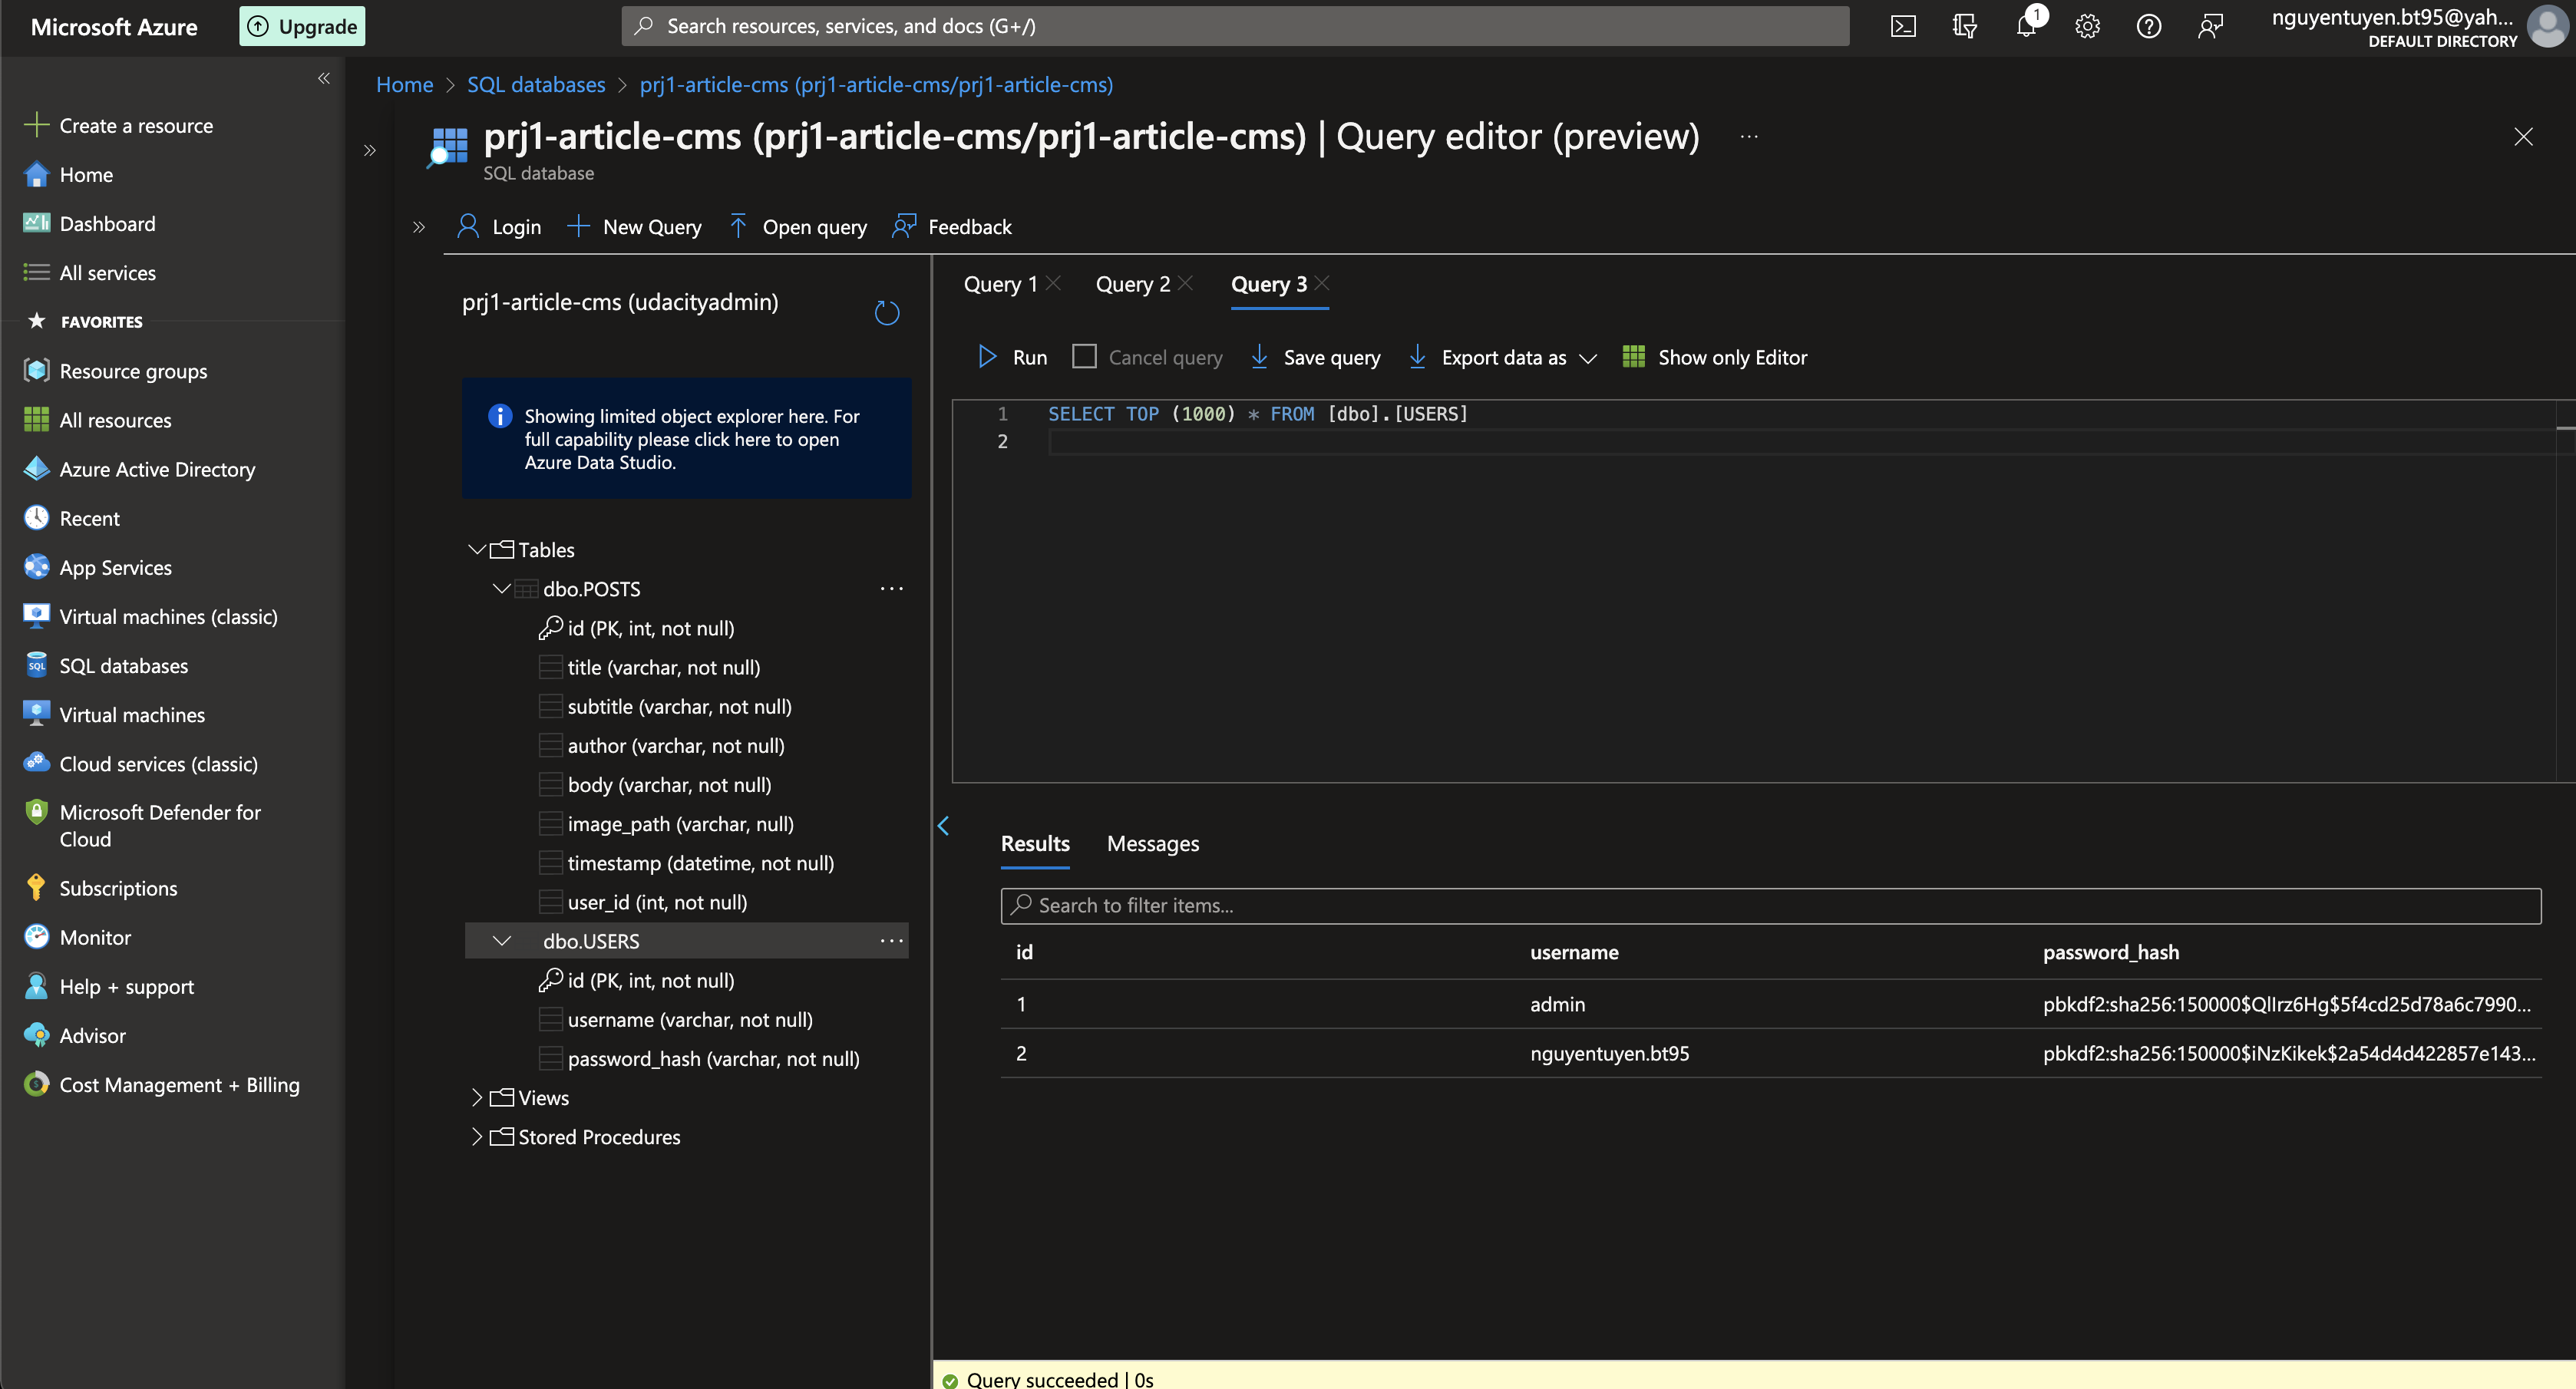 Microsoft Azure
Upgrade
Search resources, services, and docs (G+/)
1
nguyentuyen.bt95@yah...
DEFAULT DIRECTORY
Create a resource
Home
Dashboard
All services
FAVORITES
Resource groups
All resources
Azure Active Directory
Recent
App Services
Virtual machines (classic)
SQL databases
Virtual machines
Cloud services (classic)
Microsoft Defender for
Cloud
Subscriptions
Monitor
Help + support
Advisor
Cost Management + Billing
Home > SQL databases > prj1-article-cms (prj1-article-cms/prj1-article-cms)
prj1-article-cms (prj1-article-cms/prj1-article-cms) | Query editor (preview) ...
SQL database
Login
New Query
Open query
Feedback
prj1-article-cms (udacityadmin)
Showing limited object explorer here. For
full capability please click here to open
Azure Data Studio.
Tables
dbo.POSTS
id (PK, int, not null)
title (varchar, not null)
subtitle (varchar, not null)
author (varchar, not null)
body (varchar, not null)
image_path (varchar, null)
timestamp (datetime, not null)
user_id (int, not null)
dbo.USERS
id (PK, int, not null)
username (varchar, not null)
password_hash (varchar, not null)
Views
Stored Procedures
Query 1
Query 2
Query 3
Run
Cancel query
Save query
Export data as
Show only Editor
1 SELECT TOP (1000) * FROM [dbo].[USERS]
2
Results
Messages
Search to filter items...
id username password_hash
1 admin pbkdf2:sha256:150000$QlIrz6Hg$5f4cd25d78a6c7990...
2 nguyentuyen.bt95 pbkdf2:sha256:150000$iNzKikek$2a54d4d422857e143...
Query succeeded | 0s